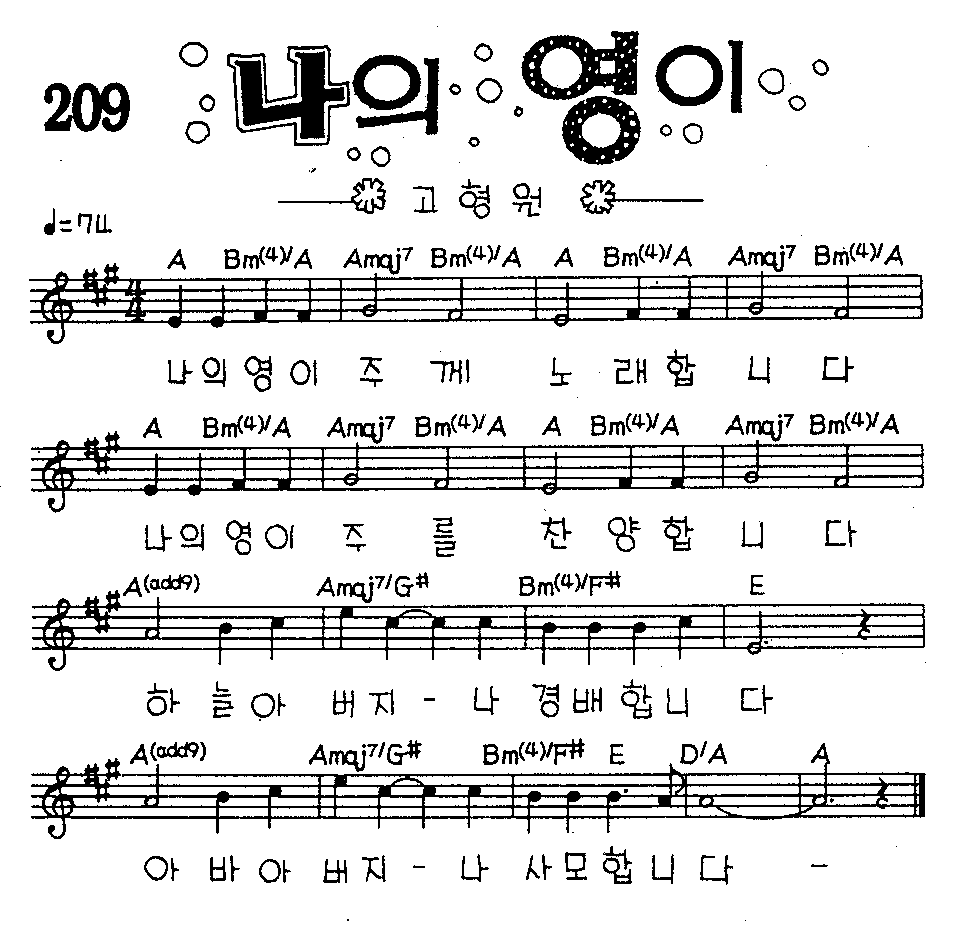 209 나의 영이
고형원
♩=74
A Bm(4)/A Amaj7 Bm(4)/A A Bm(4)/A Amaj7 Bm(4)/A
4/4
나의영이 주 께 노 래합 니 다
A Bm(4)/A Amaj7 Bm(4)/A A Bm(4)/A Amaj7 Bm(4)/A
나의영이 주 를 찬 양합 니 다
A(add9) Amaj7/G# Bm(4)/F# E
하 늘아 버지 - 나 경배합니 다
A(add9) Amaj7/G# Bm(4)/F# E D/A A
아 바아 버지 - 나 사모합니다 -